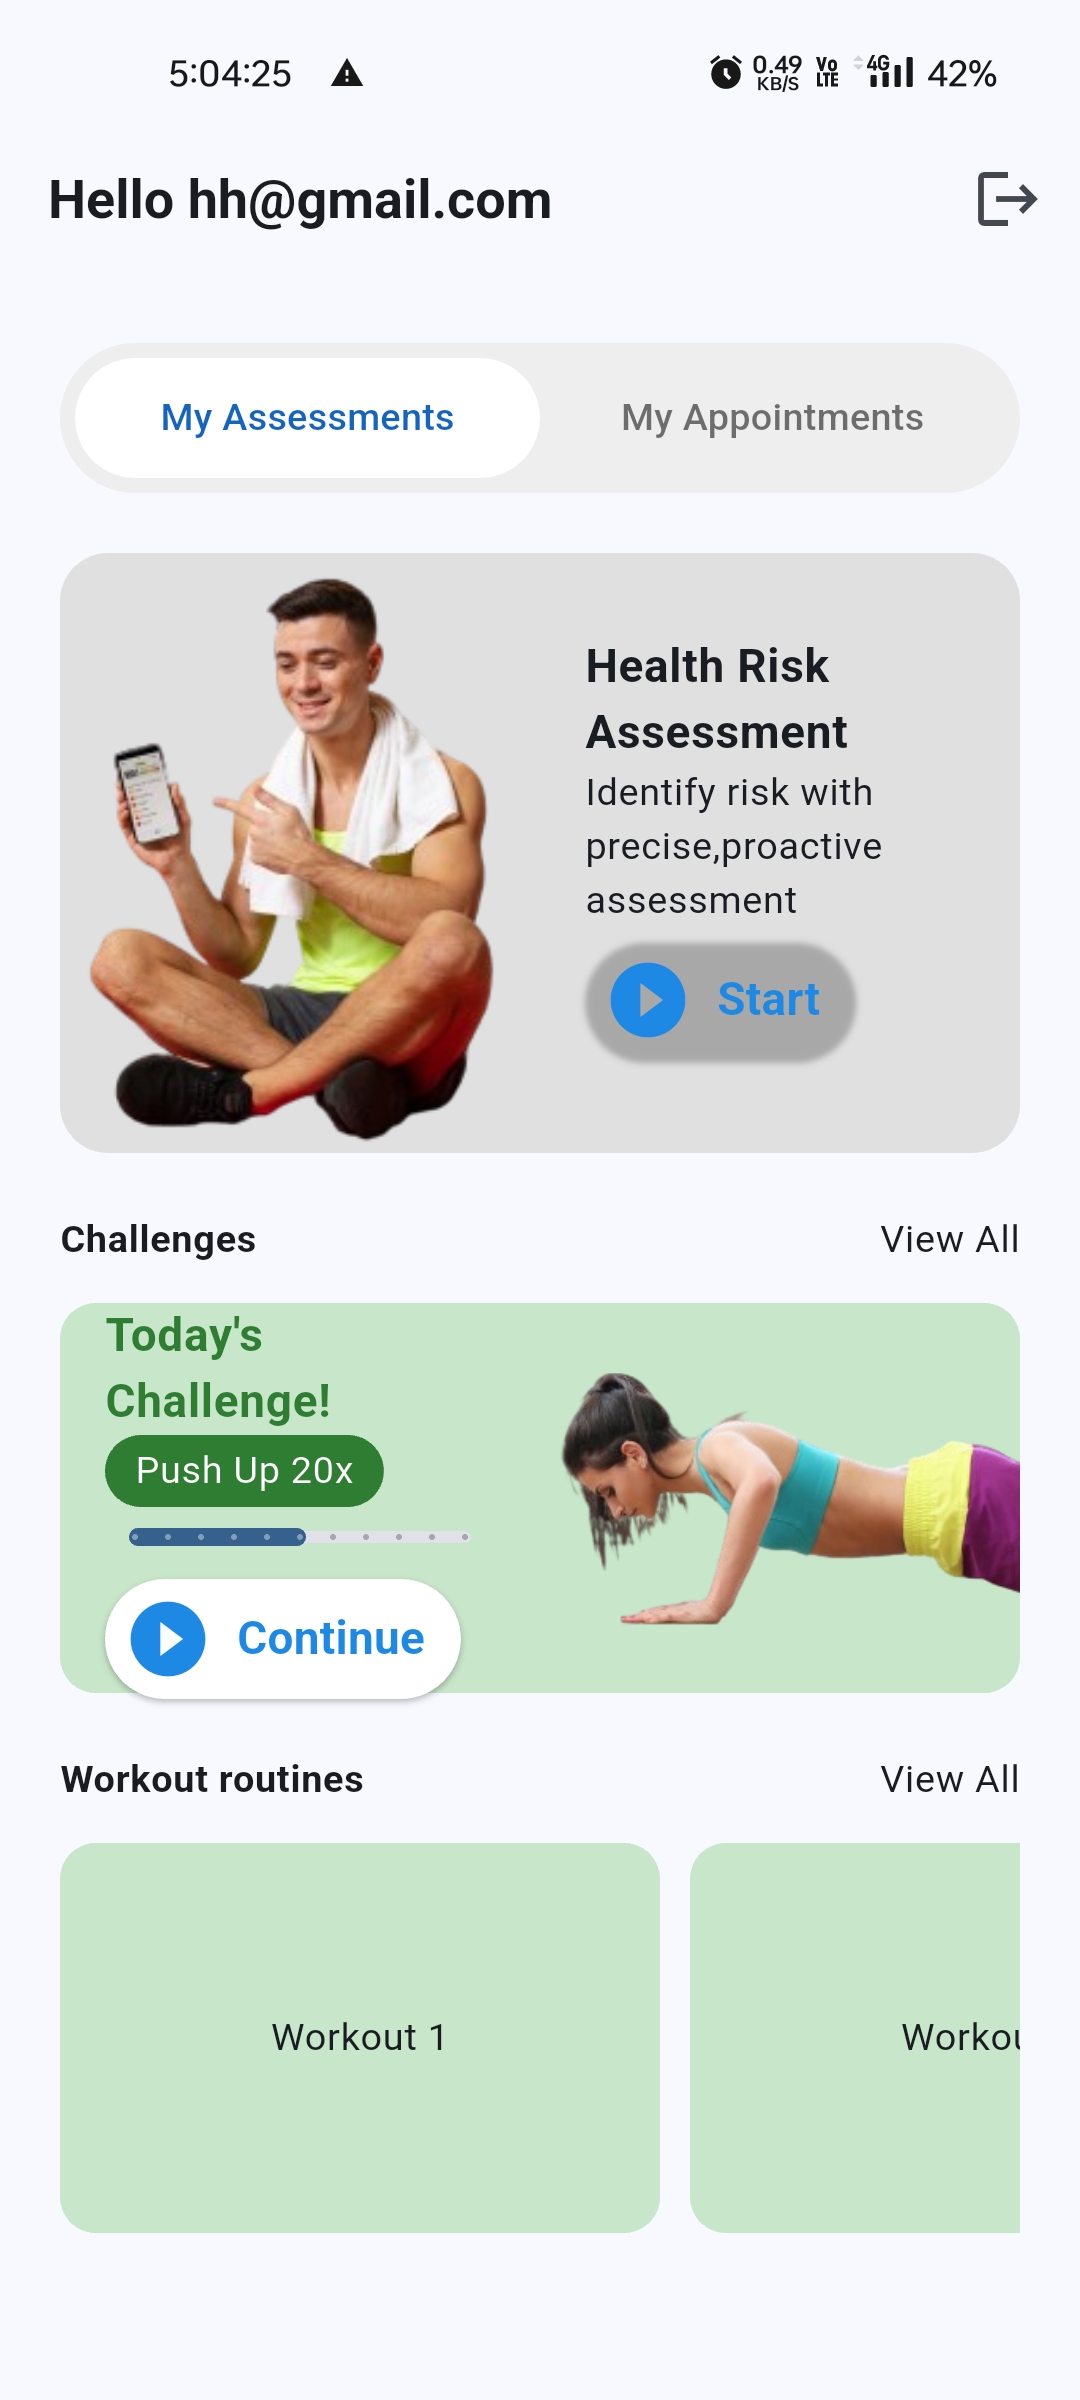 5:04:25
0.49 KB/S
Vo LTE
4G
42%
Hello hh@gmail.com
My Assessments
My Appointments
Health Risk
Assessment
Identify risk with
precise,proactive
assessment
Start
Challenges
View All
Today's
Challenge!
Push Up 20x
Continue
Workout routines
View All
Workout 1
Workou